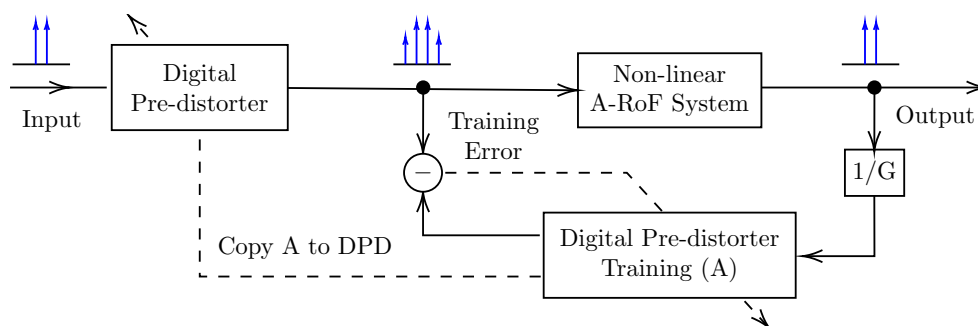 Digital
Pre-distorter
Non-linear
A-RoF System
Input
Training
Error
Output
−
1/G
Copy A to DPD
Digital Pre-distorter
Training (A)